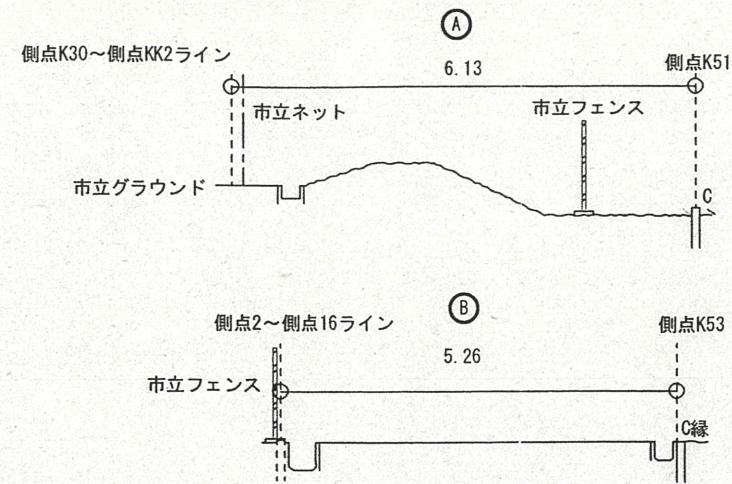 A
側点K30～側点KK2ライン
6.13
側点K51
市立ネット
市立フェンス
市立グラウンド
C
B
側点2～側点16ライン
5.26
側点K53
市立フェンス
C縁